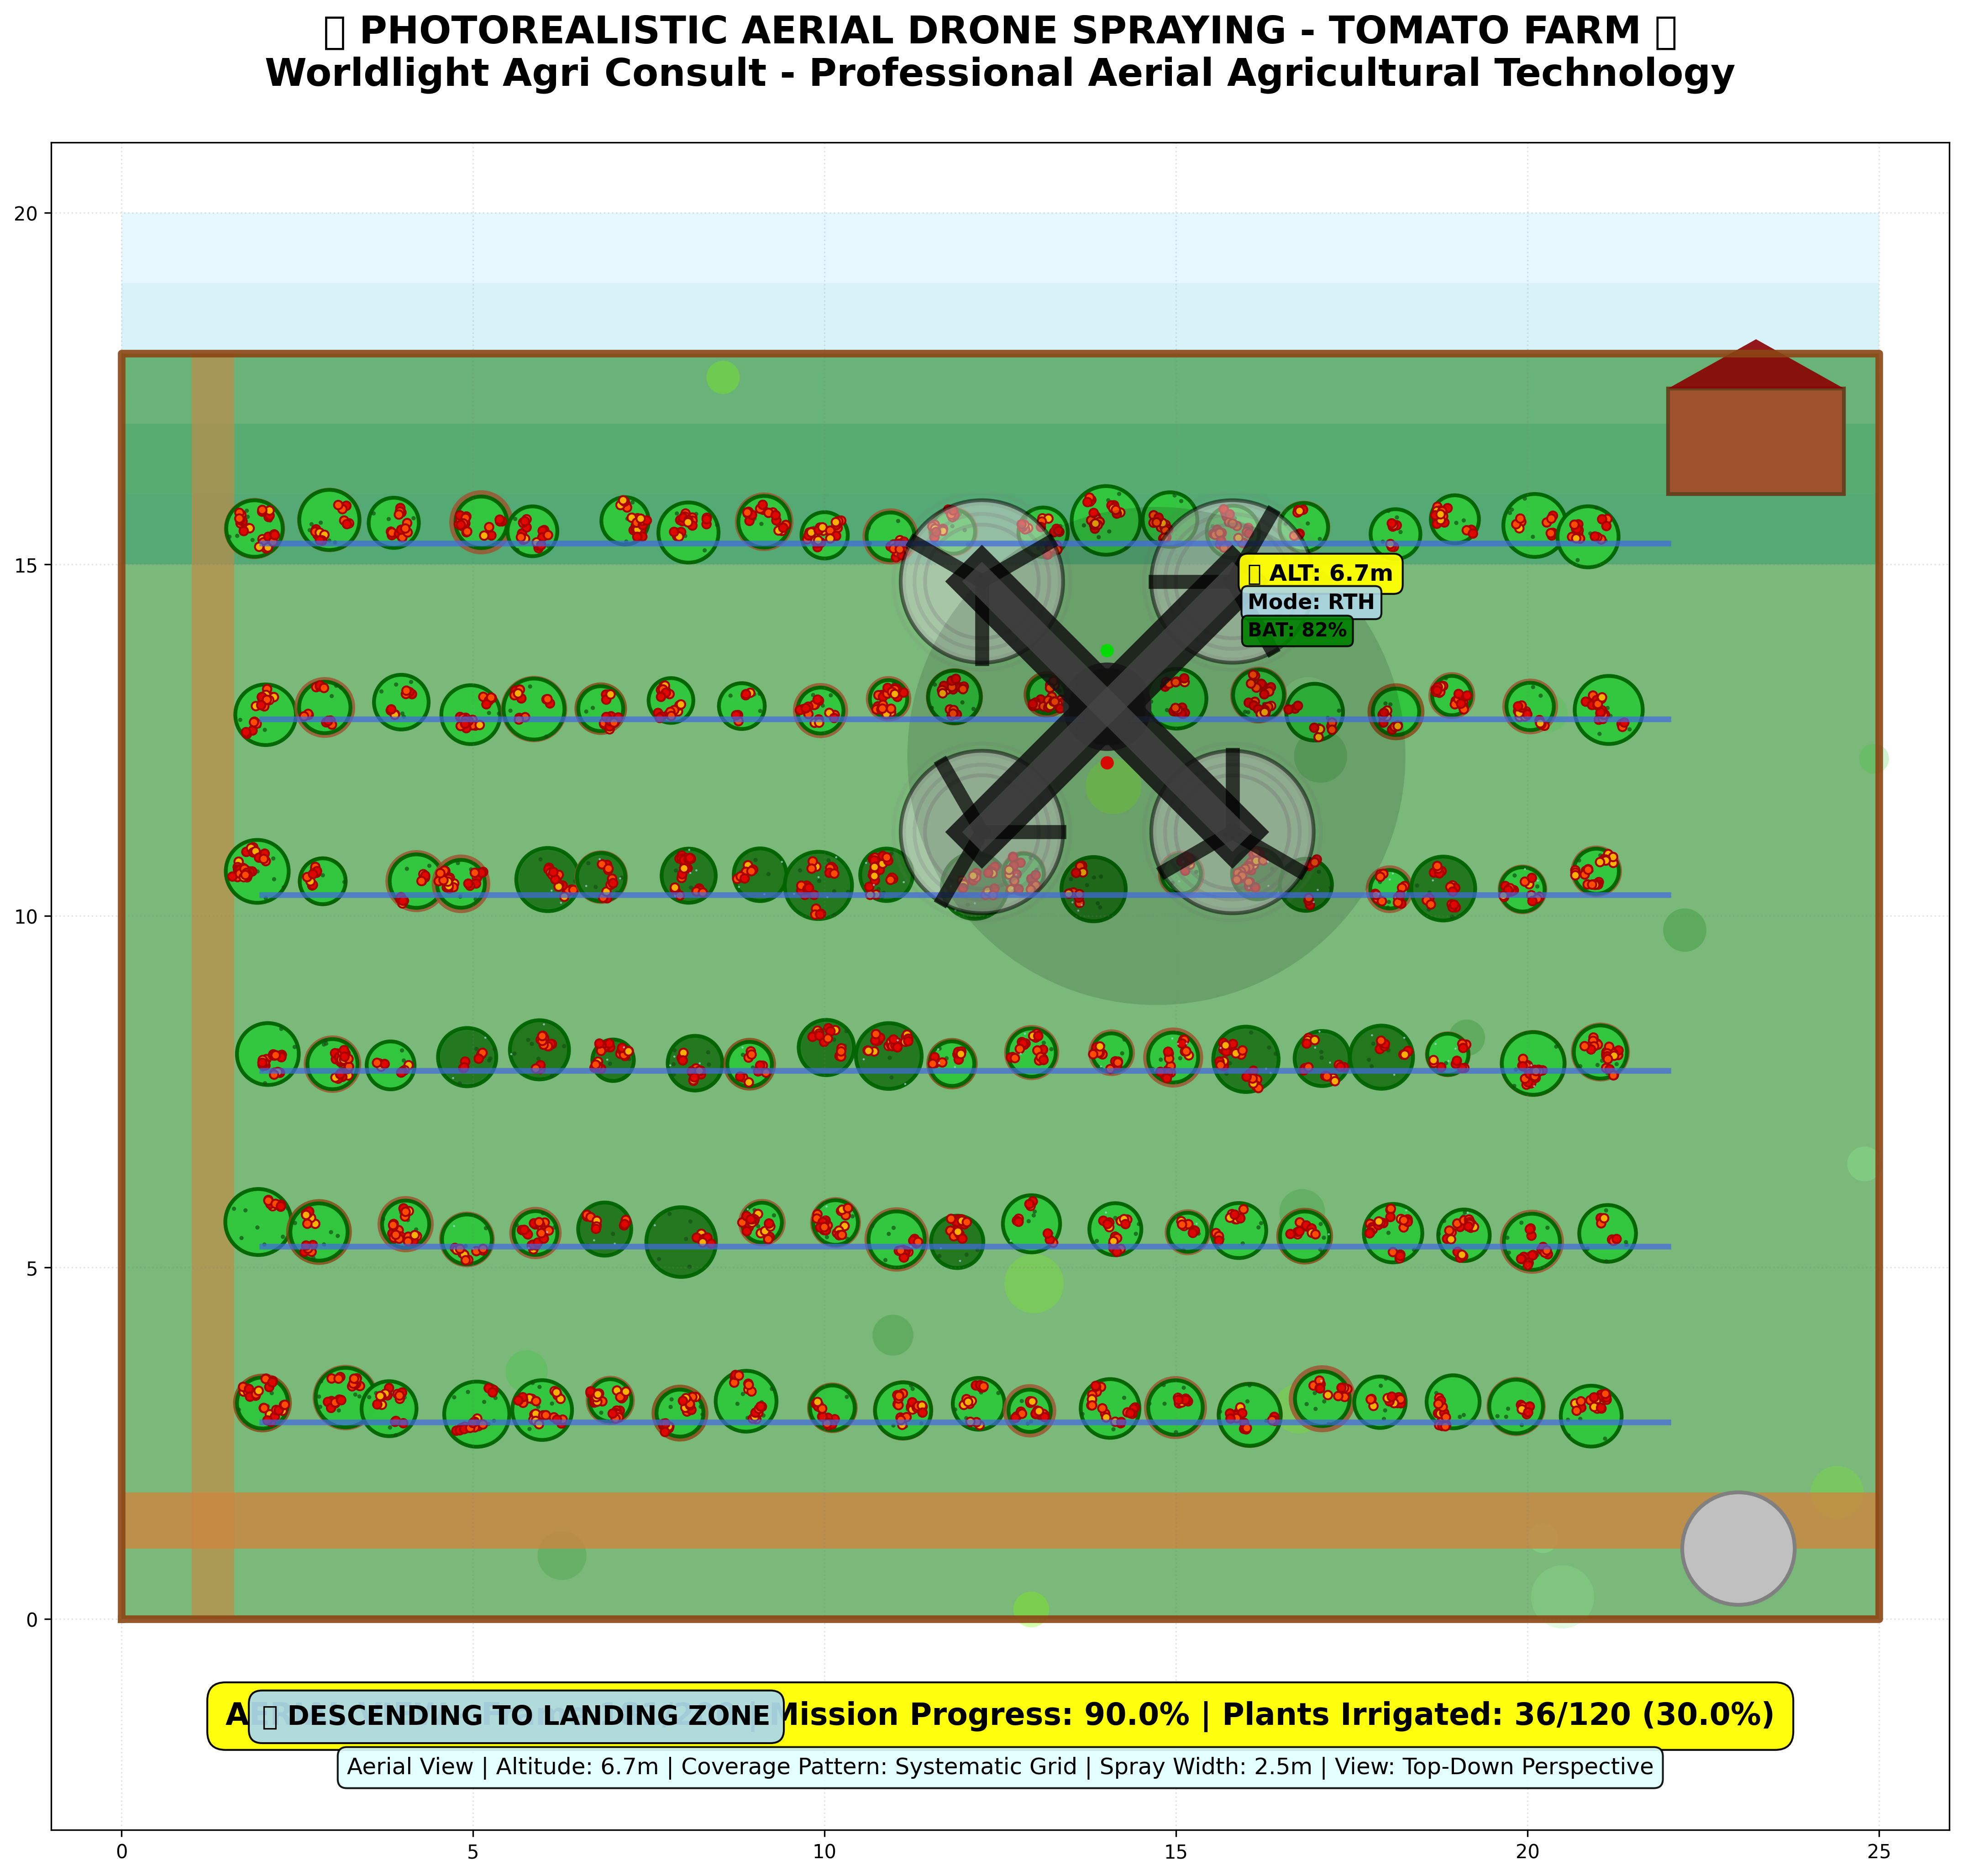 PHOTOREALISTIC AERIAL DRONE SPRAYING - TOMATO FARM
Worldlight Agri Consult - Professional Aerial Agricultural Technology
20
15
10
5
0
ALT: 6.7m
Mode: RTH
BAT: 82%
DESCENDING TO LANDING ZONE
Mission Progress: 90.0% | Plants Irrigated: 36/120 (30.0%)
Aerial View | Altitude: 6.7m | Coverage Pattern: Systematic Grid | Spray Width: 2.5m | View: Top-Down Perspective
0
5
10
15
20
25